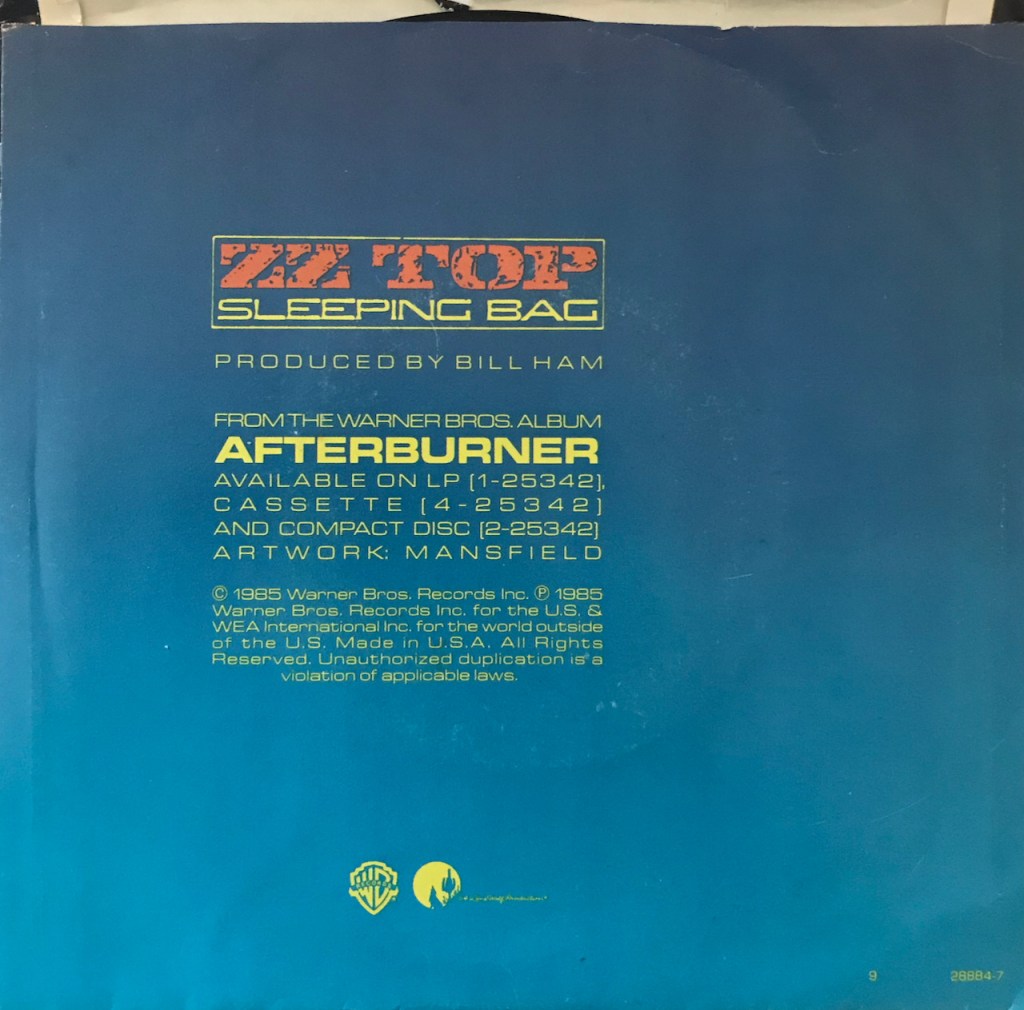 ZZ TOP
SLEEPING BAG
PRODUCED BY BILL HAM
FROM THE WARNER BROS. ALBUM
AFTERBURNER
AVAILABLE ON LP [1-25342],
CASSETTE [4-25342]
AND COMPACT DISC [2-25342]
ARTWORK: MANSFIELD
© 1985 Warner Bros. Records Inc. ℗ 1985
Warner Bros. Records Inc. for the U.S. &
WEA International Inc. for the world outside
of the U.S. Made in U.S.A. All Rights
Reserved. Unauthorized duplication is a
violation of applicable laws.
WB RECORDS
9 28884-7